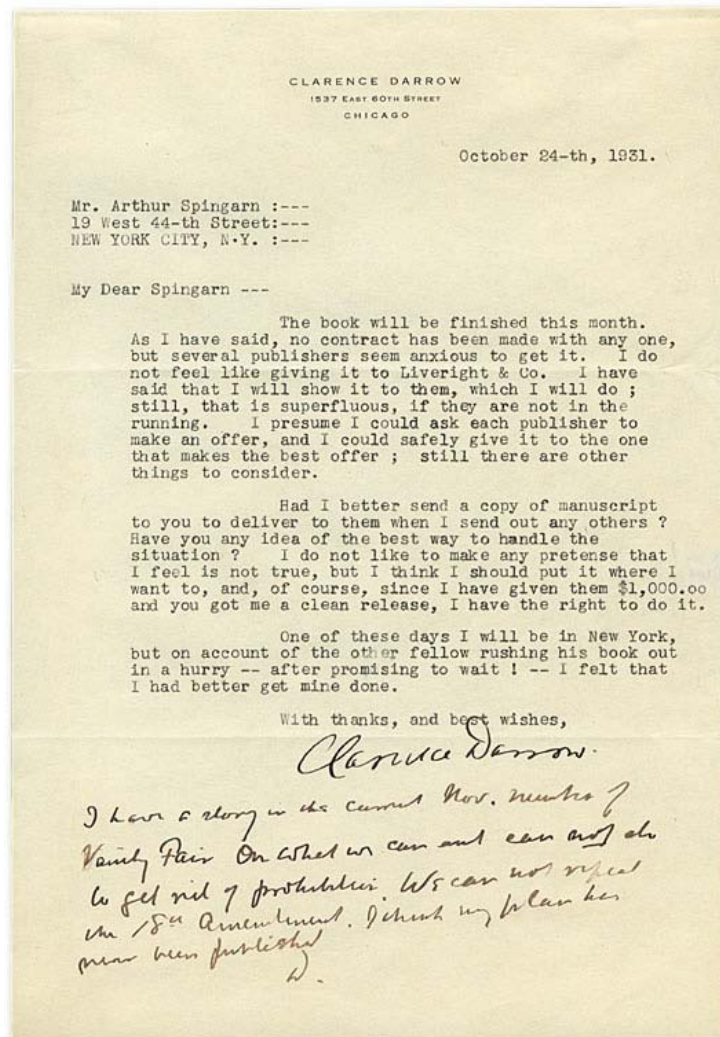 CLARENCE DARROW
1537 EAST 60TH STREET
CHICAGO
October 24-th, 1931.
Mr. Arthur Spingarn :---
19 West 44-th Street:---
NEW YORK CITY, N.Y. :---
My Dear Spingarn ---
The book will be finished this month.
As I have said, no contract has been made with any one,
but several publishers seem anxious to get it. I do
not feel like giving it to Liveright & Co. I have
said that I will show it to them, which I will do ;
still, that is superfluous, if they are not in the
running. I presume I could ask each publisher to
make an offer, and I could safely give it to the one
that makes the best offer ; still there are other
things to consider.
Had I better send a copy of manuscript
to you to deliver to them when I send out any others ?
Have you any idea of the best way to handle the
situation ? I do not like to make any pretense that
I feel is not true, but I think I should put it where I
want to, and, of course, since I have given them $1,000.oo
and you got me a clean release, I have the right to do it.
One of these days I will be in New York,
but on account of the other fellow rushing his book out
in a hurry -- after promising to wait ! -- I felt that
I had better get mine done.
With thanks, and best wishes,
Clarence Darrow.
I have a story in the current Nov. number of
Vanity Fair On what we can and can not do
to get rid of prohibition. We can not repeal
the 18th Amendment. I think my plan has
never been published
D.